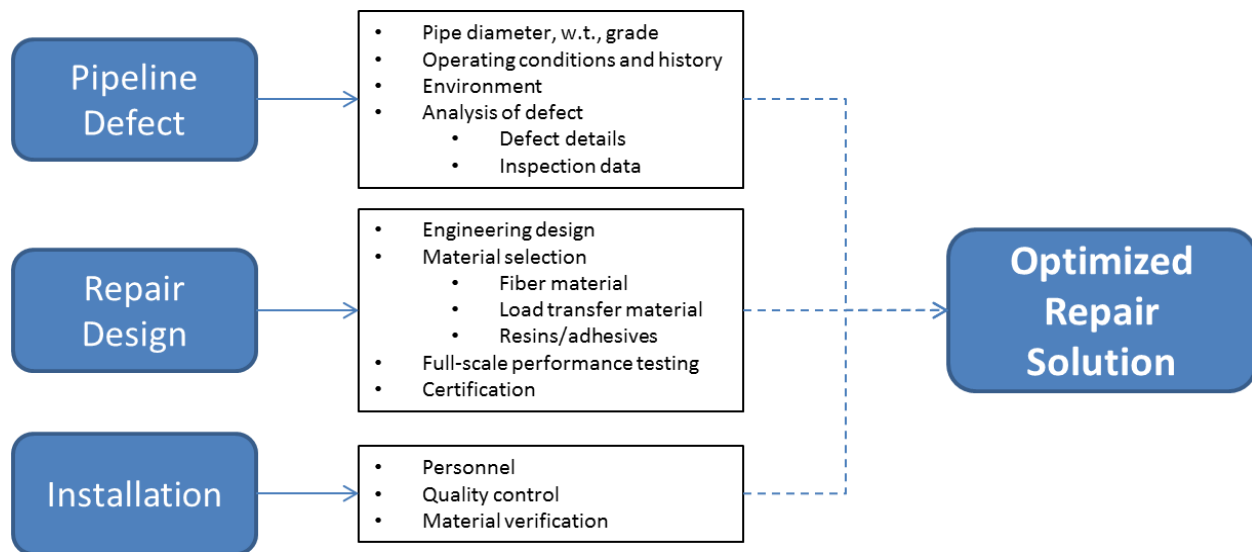 Pipeline
Defect
• Pipe diameter, w.t., grade
• Operating conditions and history
• Environment
• Analysis of defect
• Defect details
• Inspection data
Repair
Design
• Engineering design
• Material selection
• Fiber material
• Load transfer material
• Resins/adhesives
• Full-scale performance testing
• Certification
Installation
• Personnel
• Quality control
• Material verification
Optimized
Repair
Solution